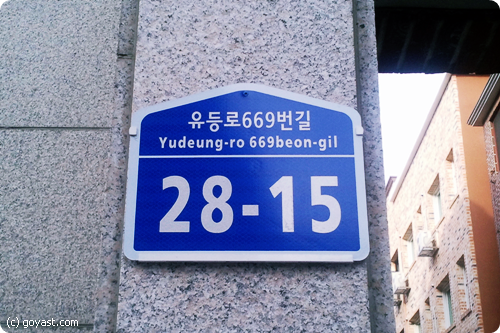 유등로669번길
Yudeung-ro 669beon-gil
28-15
(c) goyast.com